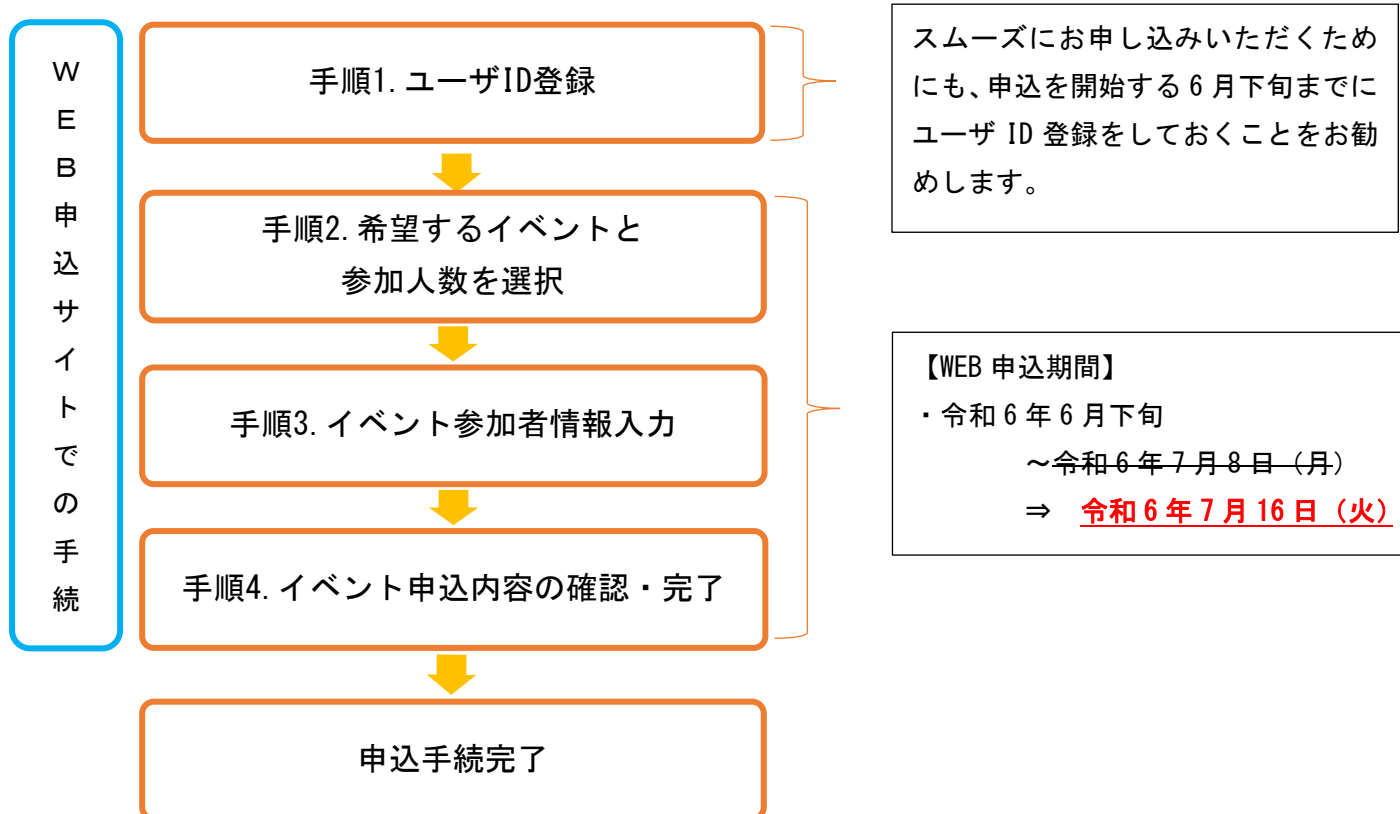 WEB申込サイトでの手続
手順1.ユーザID登録
スムーズにお申し込みいただくため
にも、申込を開始する6月下旬までに
ユーザ ID 登録をしておくことをお勧
めします。
手順2.希望するイベントと
参加人数を選択
手順3.イベント参加者情報入力
【WEB 申込期間】
・令和6年6月下旬
～令和6年7月8日（月）
⇒ 令和6年7月16日（火）
手順4.イベント申込内容の確認・完了
申込手続完了